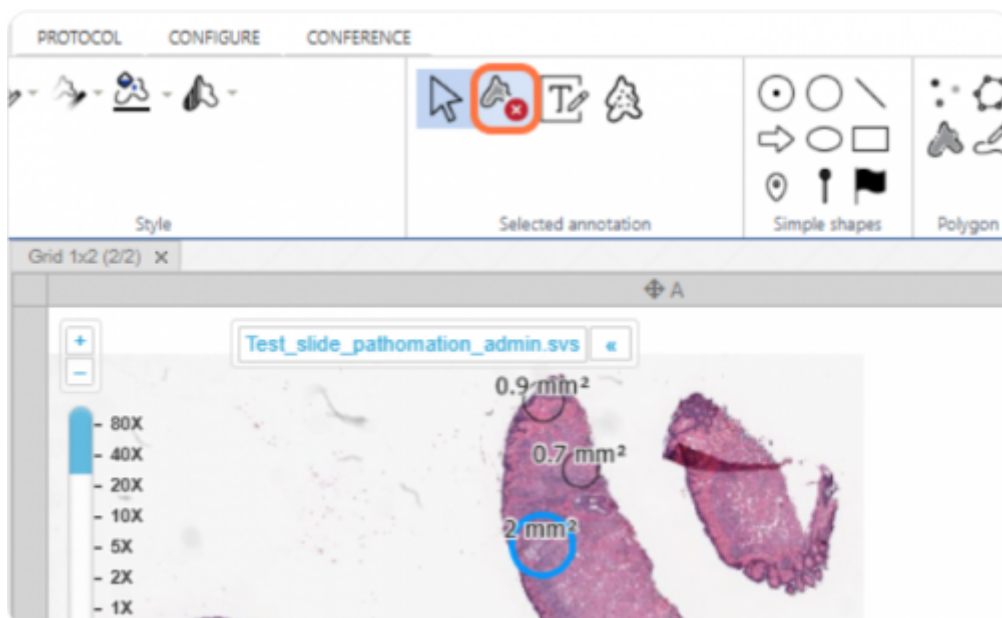 PROTOCOL CONFIGURE CONFERENCE
T
Style Selected annotation Simple shapes Polygon
Grid 1x2 (2/2) X
A
+
Test_slide_pathomation_admin.svs «
−
0.9 mm²
80X
40X
0.7 mm²
20X
10X
2 mm²
5X
2X
1X